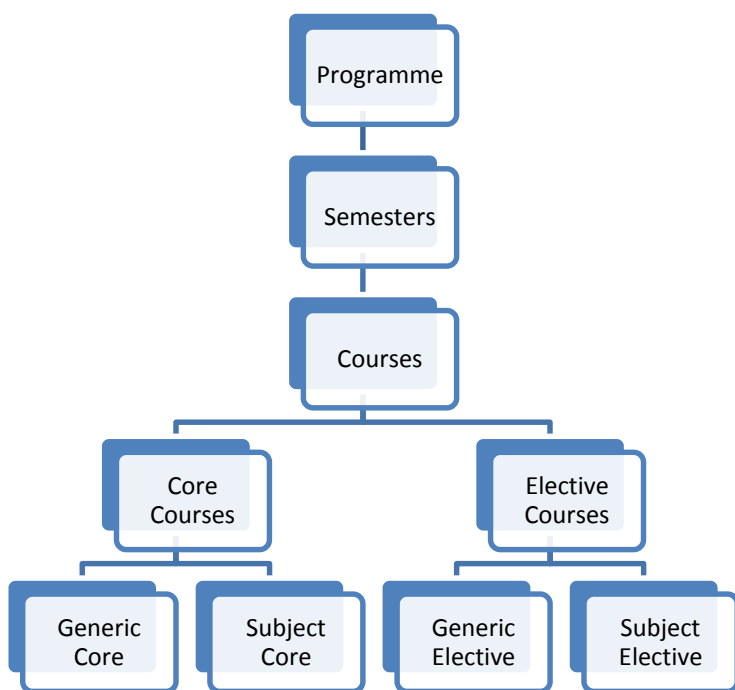 Programme
Semesters
Courses
Core
Courses
Elective
Courses
Generic
Core
Subject
Core
Generic
Elective
Subject
Elective